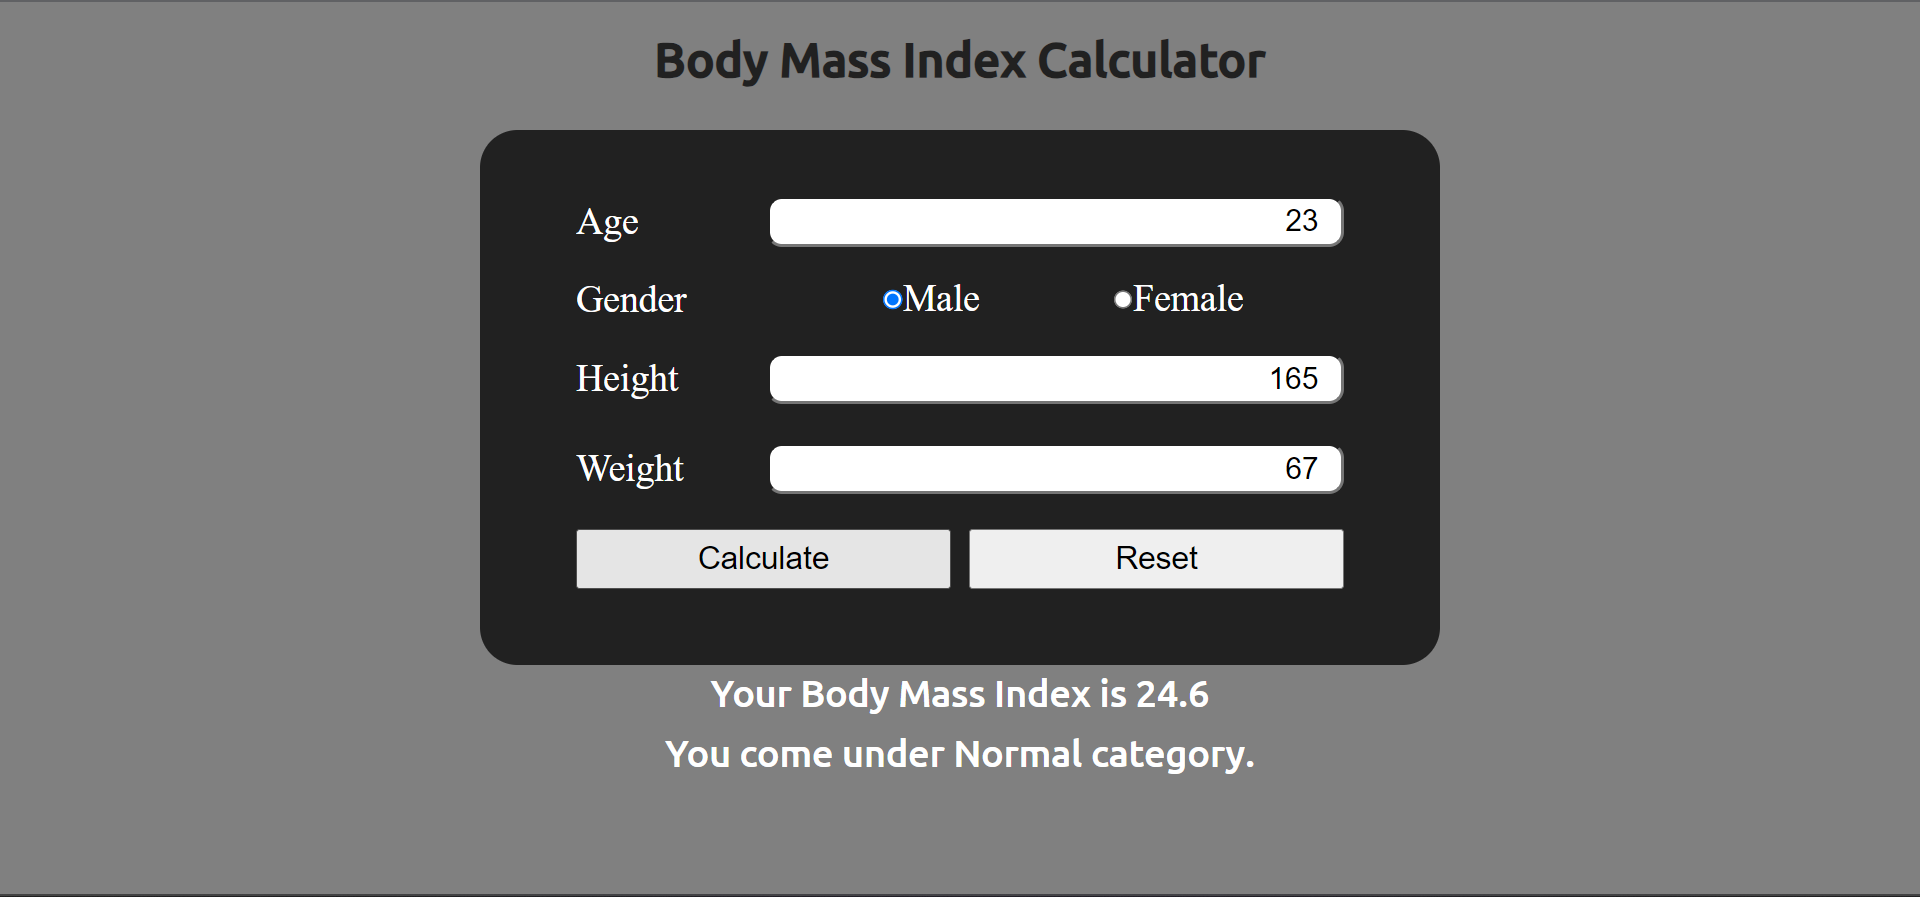 Body Mass Index Calculator
Age 23
Gender Male Female
Height 165
Weight 67
Calculate Reset
Your Body Mass Index is 24.6
You come under Normal category.